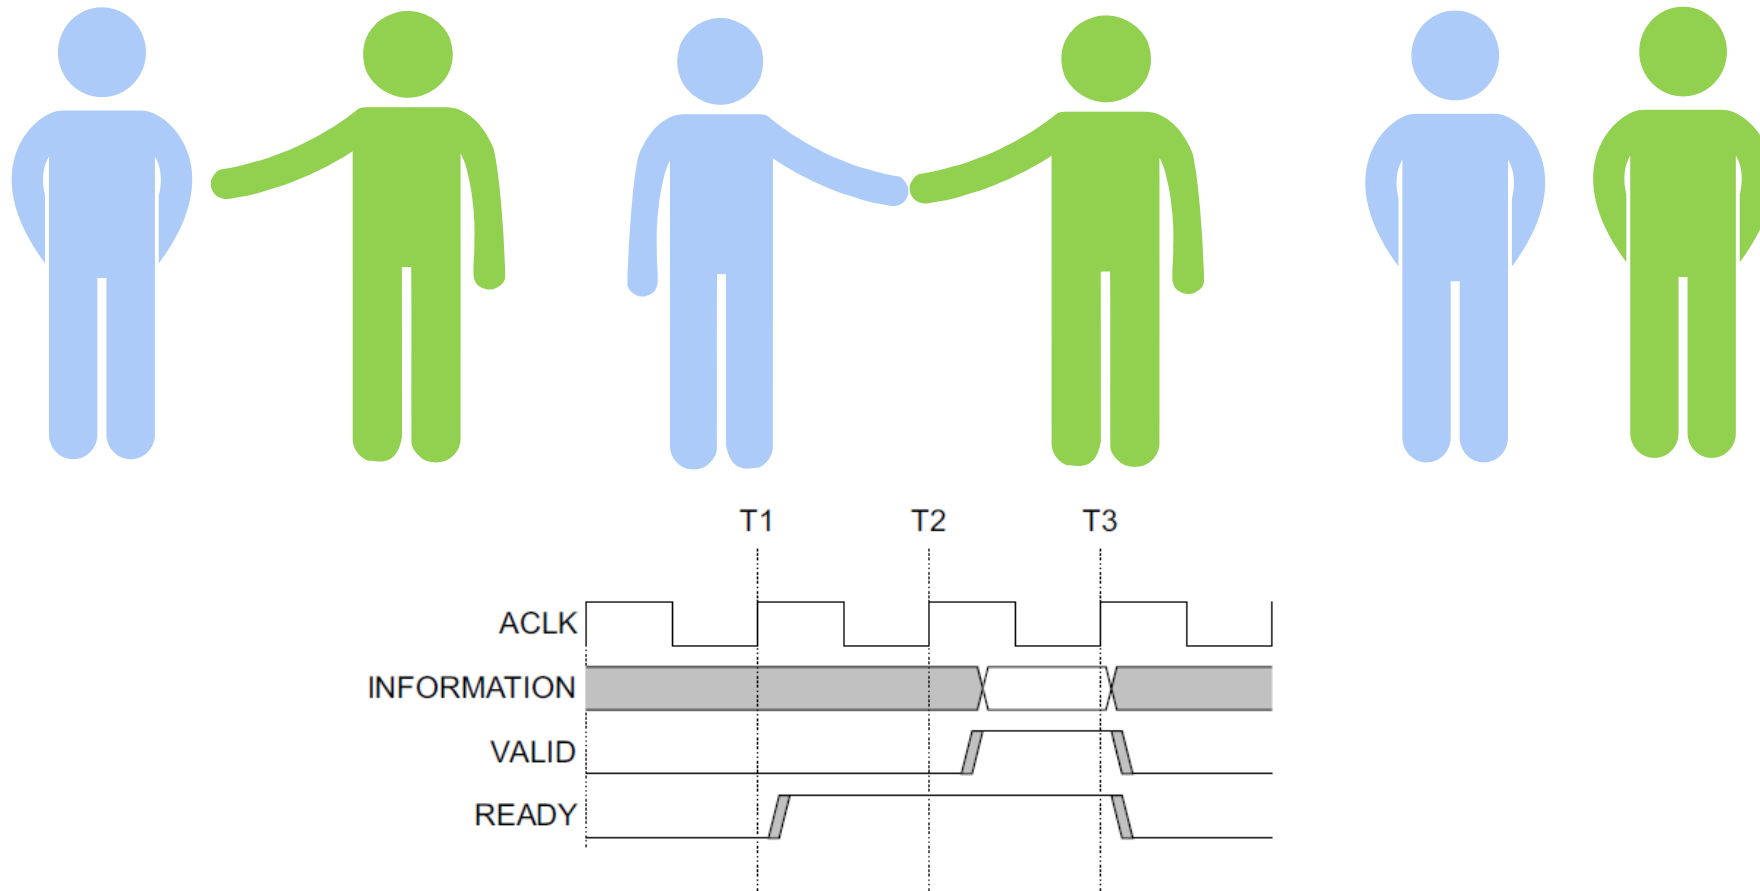 T1 T2 T3
ACLK
INFORMATION
VALID
READY